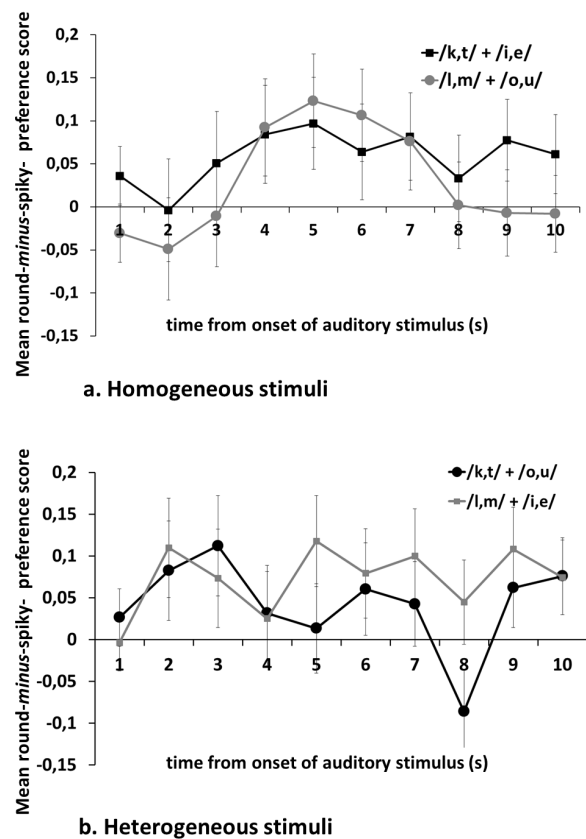 Mean round-minus-spiky- preference score
0,2
0,15
0,1
0,05
0
-0,05
-0,1
-0,15
/k,t/ + /i,e/
/l,m/ + /o,u/
1 2 3 4 5 6 7 8 9 10
time from onset of auditory stimulus (s)
a. Homogeneous stimuli
Mean round-minus-spiky- preference score
0,2
0,15
0,1
0,05
0
-0,05
-0,1
-0,15
/k,t/ + /o,u/
/l,m/ + /i,e/
1 2 3 4 5 6 7 8 9 10
time from onset of auditory stimulus (s)
b. Heterogeneous stimuli